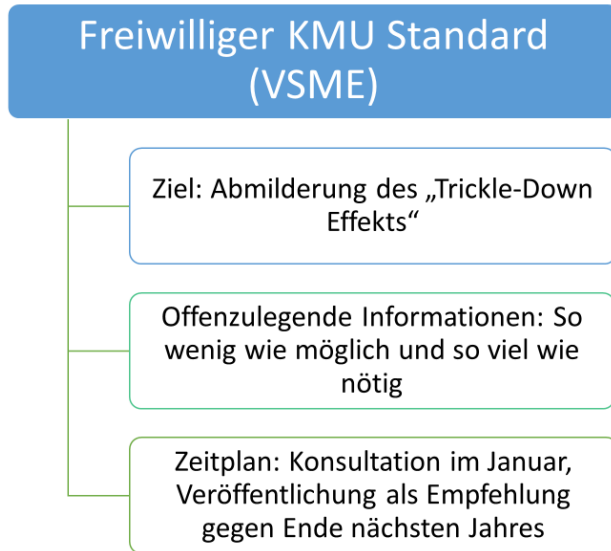 Freiwilliger KMU Standard
(VSME)
Ziel: Abmilderung des „Trickle-Down
Effekts“
Offenzulegende Informationen: So
wenig wie möglich und so viel wie
nötig
Zeitplan: Konsultation im Januar,
Veröffentlichung als Empfehlung
gegen Ende nächsten Jahres